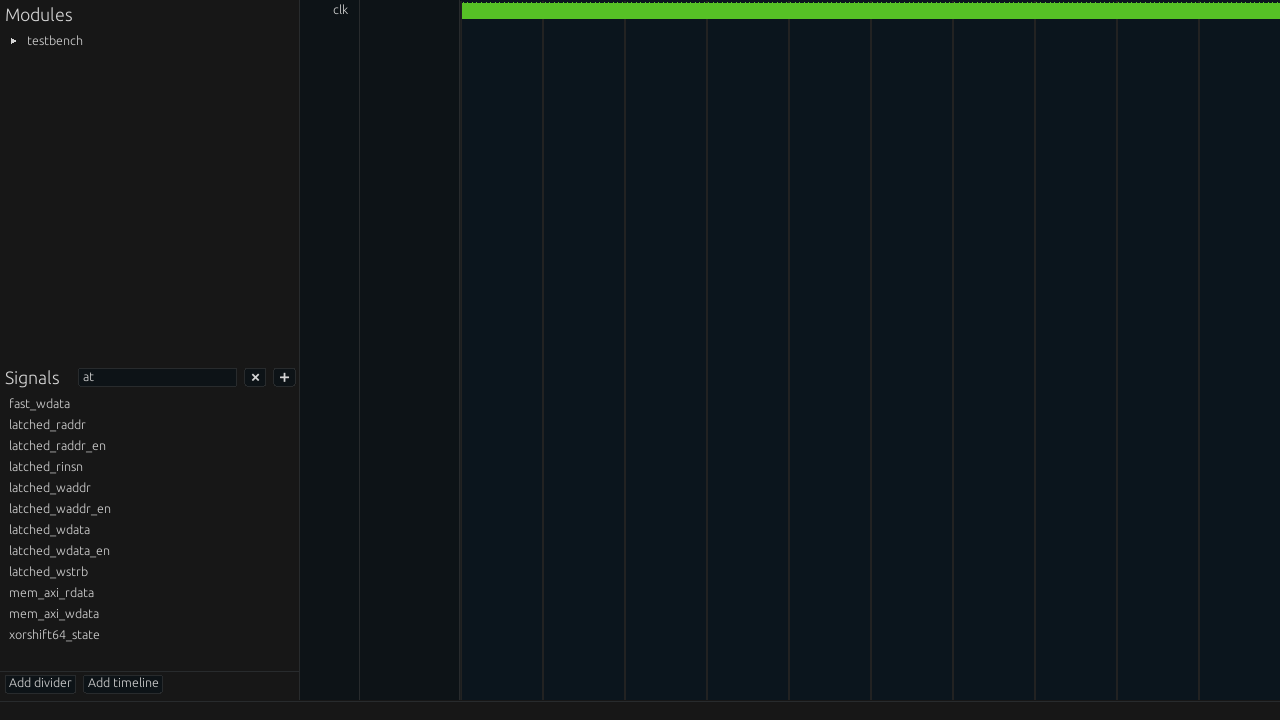 Modules
testbench
clk
Signals at
fast_wdata
latched_raddr
latched_raddr_en
latched_rinsn
latched_waddr
latched_waddr_en
latched_wdata
latched_wdata_en
latched_wstrb
mem_axi_rdata
mem_axi_wdata
xorshift64_state
Add divider Add timeline